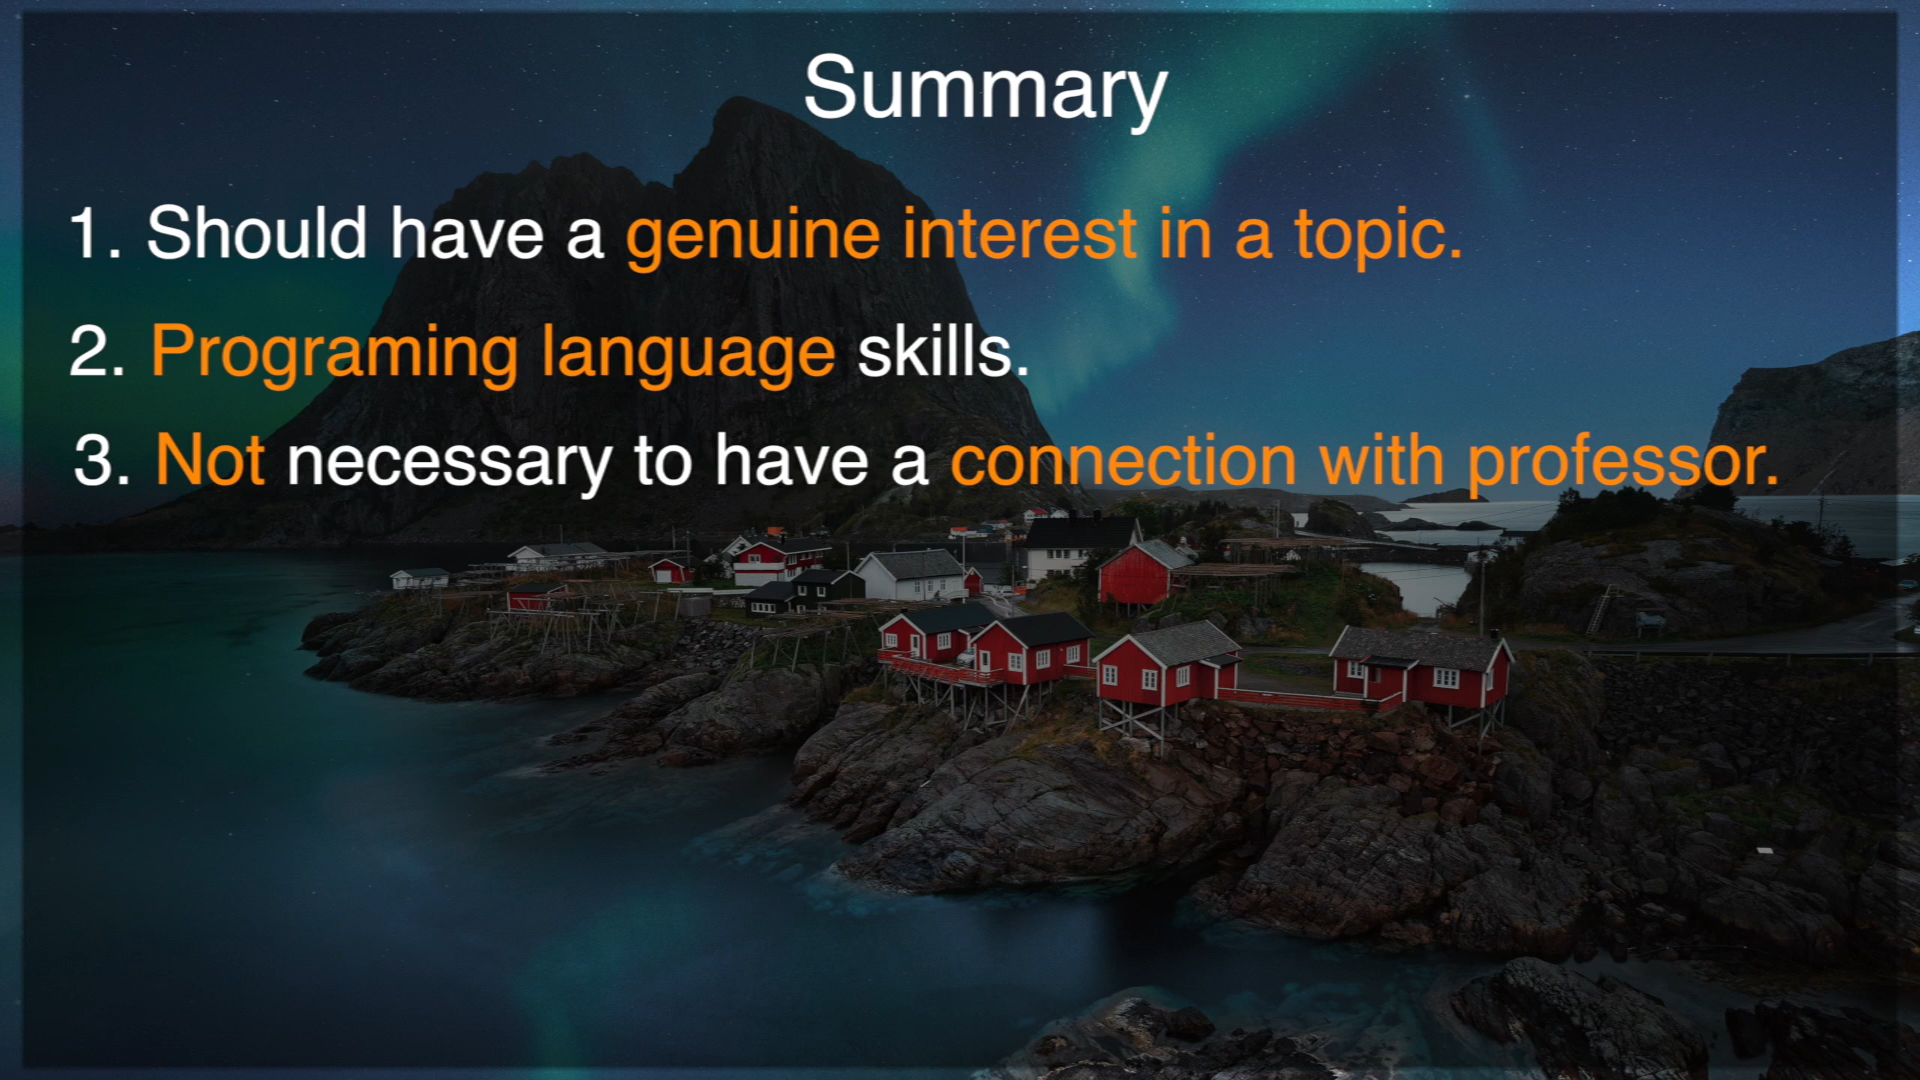 Summary
1. Should have a genuine interest in a topic.
2. Programing language skills.
3. Not necessary to have a connection with professor.